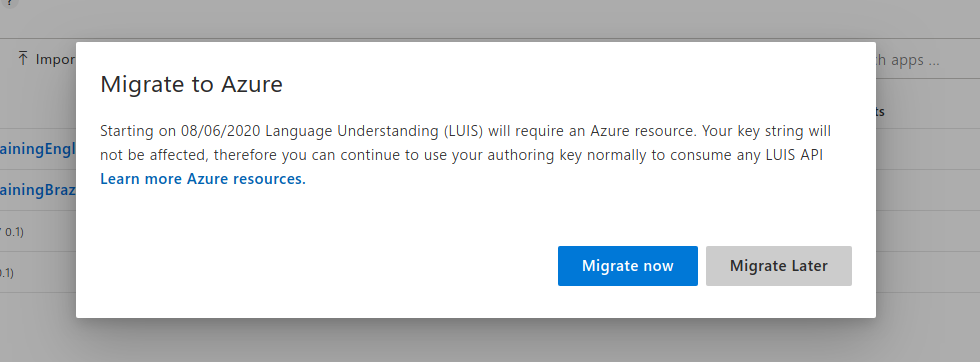 ?
Impor
h apps ...
ts
Migrate to Azure
Starting on 08/06/2020 Language Understanding (LUIS) will require an Azure resource. Your key string will
not be affected, therefore you can continue to use your authoring key normally to consume any LUIS API
Learn more Azure resources.
ainingEngl
ainingBraz
0.1)
0.1)
Migrate now
Migrate Later